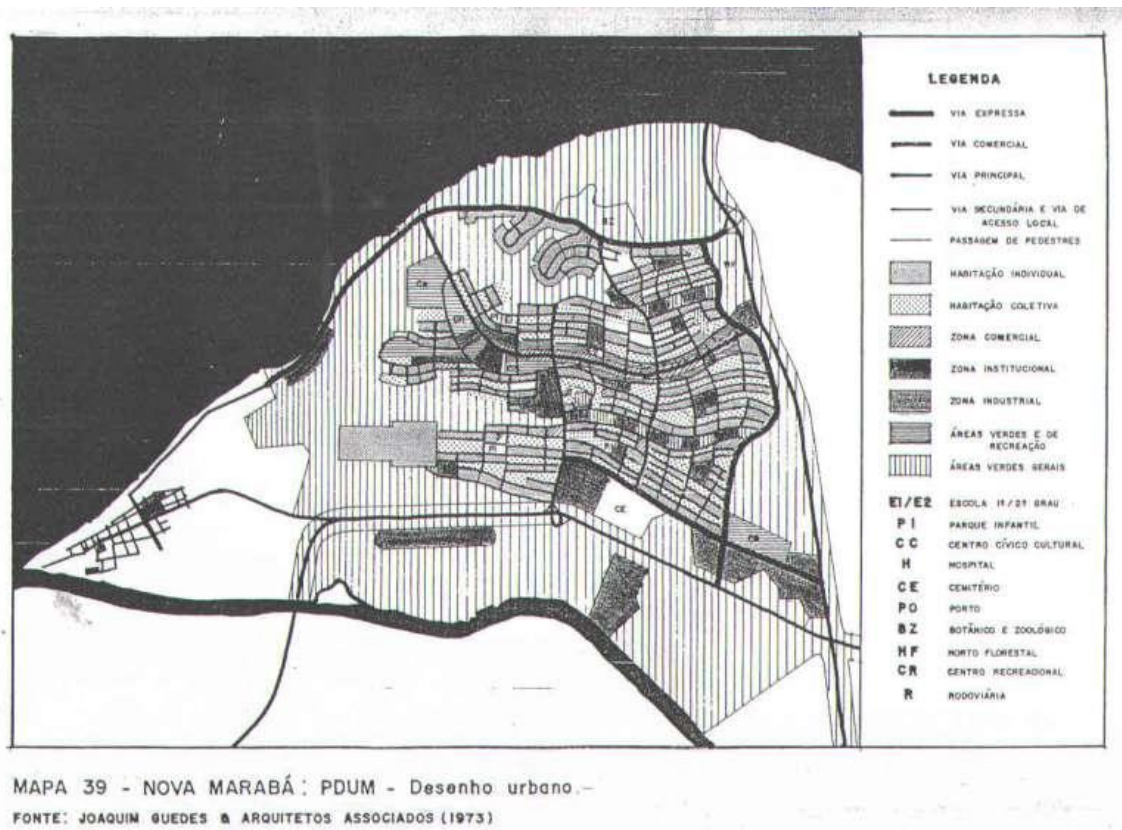 LEGENDA
VIA EXPRESSA
VIA COMERCIAL
VIA PRINCIPAL
VIA SECUNDÁRIA E VIA DE
ACESSO LOCAL
PASSAGEM DE PEDESTRES
HABITAÇÃO INDIVIDUAL
HABITAÇÃO COLETIVA
ZONA COMERCIAL
ZONA INSTITUCIONAL
ZONA INDUSTRIAL
ÁREAS VERDES E DE
RECREAÇÃO
ÁREAS VERDES GERAIS
E1/E2 ESCOLA 1º/2º GRAU
PI PARQUE INFANTIL
CC CENTRO CÍVICO CULTURAL
H HOSPITAL
CE CEMITÉRIO
PO PORTO
BZ BOTÂNICO E ZOOLÓGICO
HF HORTO FLORESTAL
CR CENTRO RECREACIONAL
R RODOVIÁRIA
BZ
HF
CR
CE
MAPA 39 - NOVA MARABÁ: PDUM - Desenho urbano.-
FONTE: JOAQUIM GUEDES & ARQUITETOS ASSOCIADOS (1973)